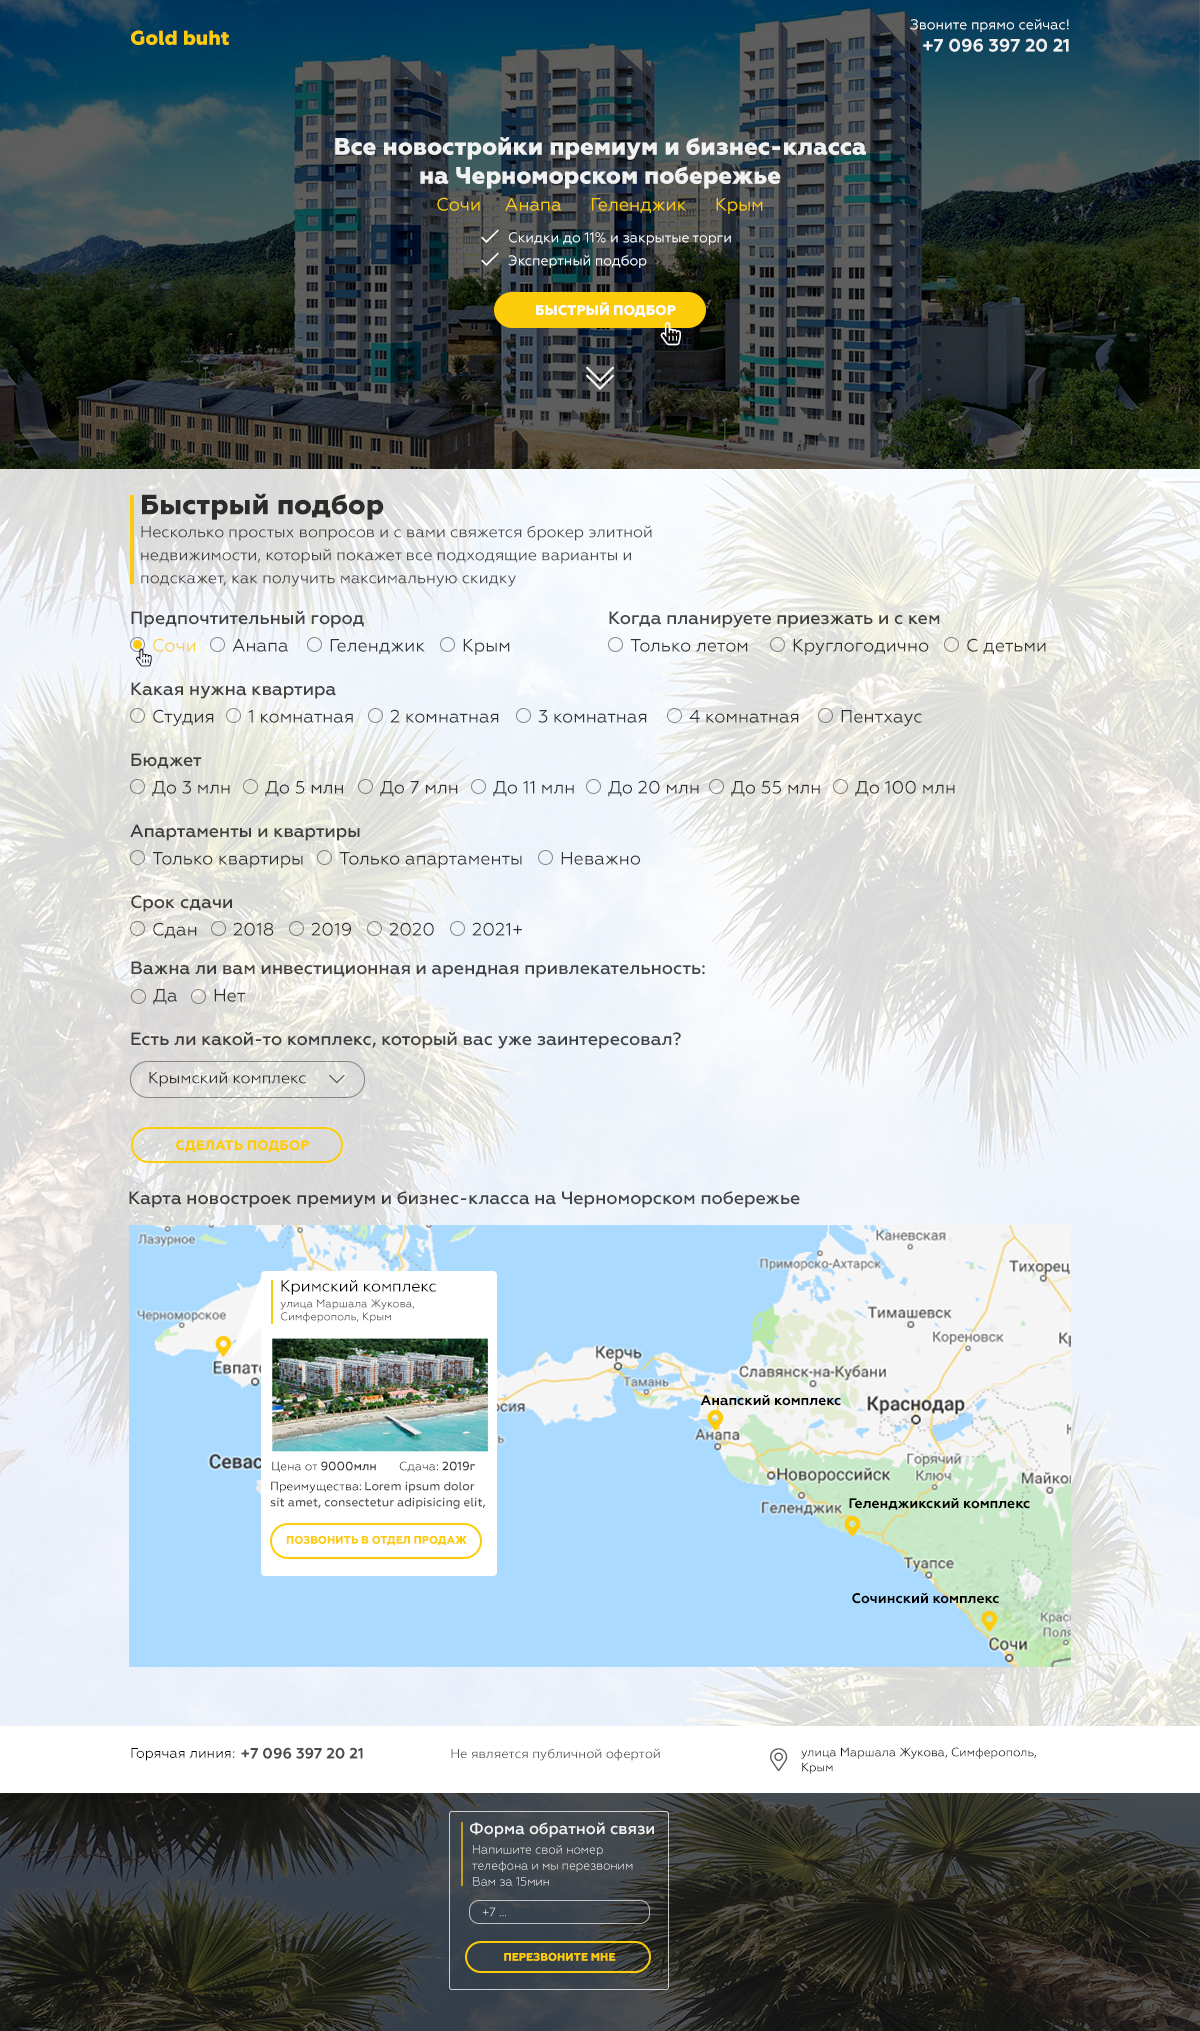 Gold buht
Звоните прямо сейчас!
+7 096 397 20 21
Все новостройки премиум и бизнес-класса
на Черноморском побережье
Сочи Анапа Геленджик Крым
Скидки до 11% и закрытые торги
Экспертный подбор
БЫСТРЫЙ ПОДБОР
Быстрый подбор
Несколько простых вопросов и с вами свяжется брокер элитной
недвижимости, который покажет все подходящие варианты и
подскажет, как получить максимальную скидку
Предпочтительный город
Сочи Анапа Геленджик Крым
Когда планируете приезжать и с кем
Только летом Круглогодично С детьми
Какая нужна квартира
Студия 1 комнатная 2 комнатная 3 комнатная 4 комнатная Пентхаус
Бюджет
До 3 млн До 5 млн До 7 млн До 11 млн До 20 млн До 55 млн До 100 млн
Апартаменты и квартиры
Только квартиры Только апартаменты Неважно
Срок сдачи
Сдан 2018 2019 2020 2021+
Важна ли вам инвестиционная и арендная привлекательность:
Да Нет
Есть ли какой-то комплекс, который вас уже заинтересовал?
Крымский комплекс
СДЕЛАТЬ ПОДБОР
Карта новостроек премиум и бизнес-класса на Черноморском побережье
Лазурное
Каневская
Приморско-Ахтарск
Тихорец
Черноморское
Тимашевск
Кореновск
Кр
Евпат
Керчь
Тамань
Славянск-на-Кубани
осия
Анапский комплекс
Краснодар
Анапа
Севас
Горячий
Ключ
Новороссийск
Майко
Геленджик
Геленджикский комплекс
Туапсе
Сочинский комплекс
Крас
Поля
Сочи
Кримский комплекс
улица Маршала Жукова,
Симферополь, Крым
Цена от 9000млн Сдача: 2019г
Преимущества: Lorem ipsum dolor
sit amet, consectetur adipisicing elit,
ПОЗВОНИТЬ В ОТДЕЛ ПРОДАЖ
Горячая линия: +7 096 397 20 21
Не является публичной офертой
улица Маршала Жукова, Симферополь,
Крым
Форма обратной связи
Напишите свой номер
телефона и мы перезвоним
Вам за 15мин
+7 ...
ПЕРЕЗВОНИТЕ МНЕ